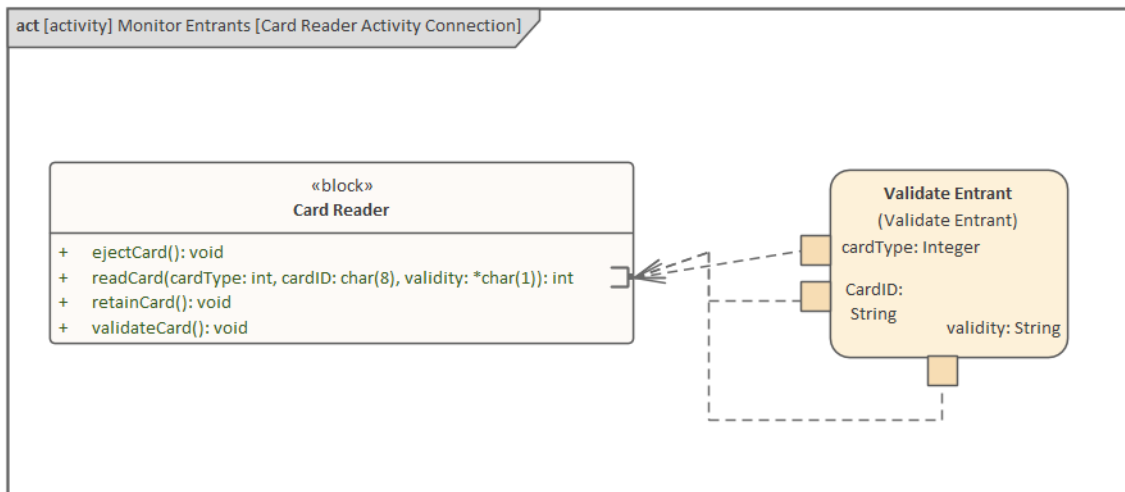 act [activity] Monitor Entrants [Card Reader Activity Connection]
«block»
Card Reader
+ ejectCard(): void
+ readCard(cardType: int, cardID: char(8), validity: *char(1)): int
+ retainCard(): void
+ validateCard(): void
Validate Entrant
(Validate Entrant)
cardType: Integer
CardID:
String
validity: String